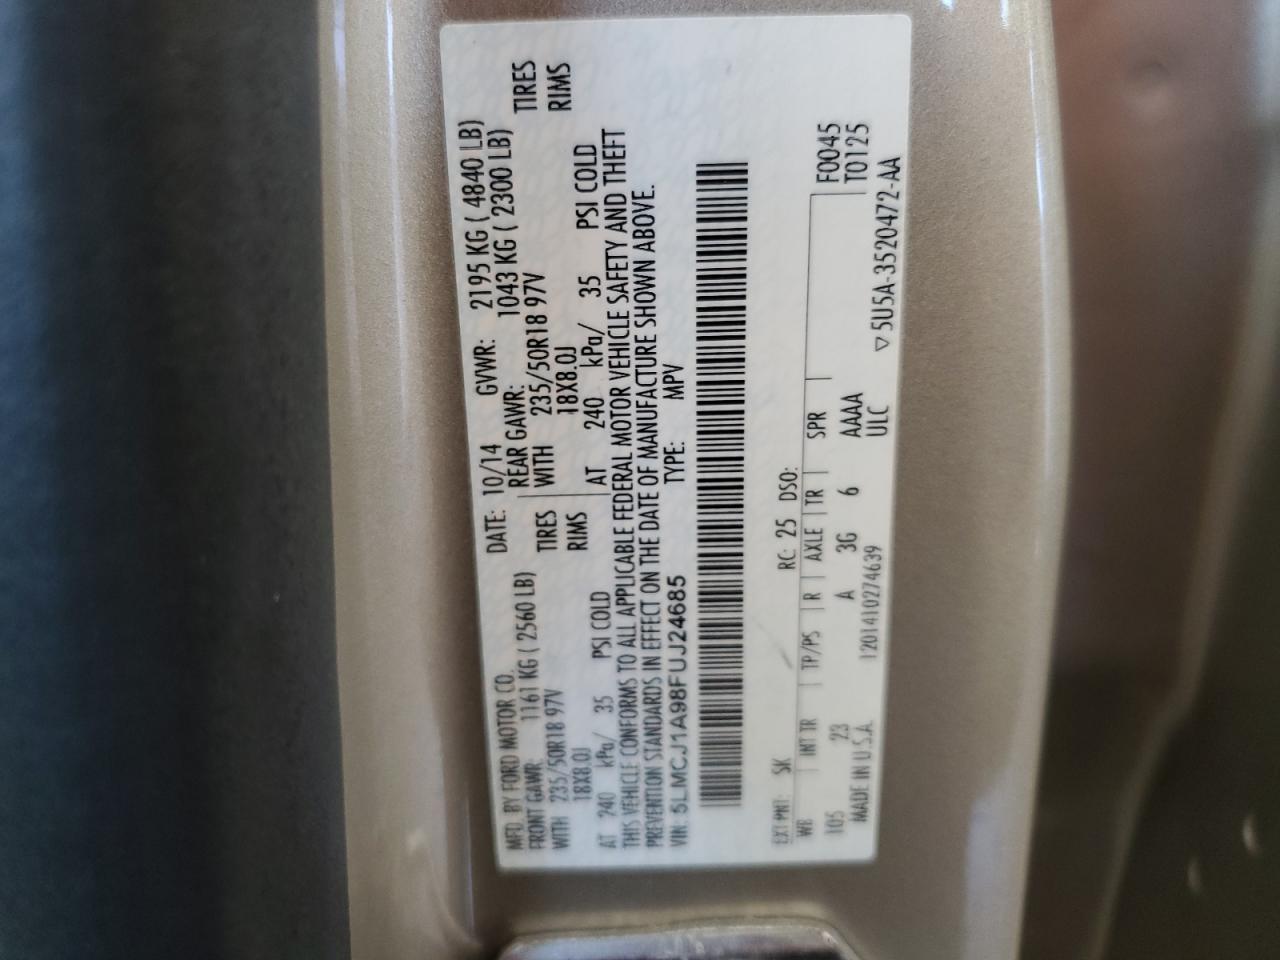 MFD. BY FORD MOTOR CO. DATE: 10/14 GVWR: 2195 KG ( 4840 LB)
FRONT GAWR: 1161 KG ( 2560 LB) REAR GAWR: 1043 KG ( 2300 LB)
WITH 235/50R18 97V TIRES WITH 235/50R18 97V TIRES
18X8.0J RIMS 18X8.0J RIMS
AT 240 kPa/ 35 PSI COLD AT 240 kPa/ 35 PSI COLD
THIS VEHICLE CONFORMS TO ALL APPLICABLE FEDERAL MOTOR VEHICLE SAFETY AND THEFT
PREVENTION STANDARDS IN EFFECT ON THE DATE OF MANUFACTURE SHOWN ABOVE.
VIN: 5LMCJ1A98FUJ24685 TYPE: MPV
EXT PNT: SK RC: 25 DSO:
WB INT TR TP/PS R AXLE TR SPR F0045
105 23 A 3G 6 AAAA T0125
MADE IN U.S.A. 120141027463​9 ULC ▽ 5U5A-3520472-AA